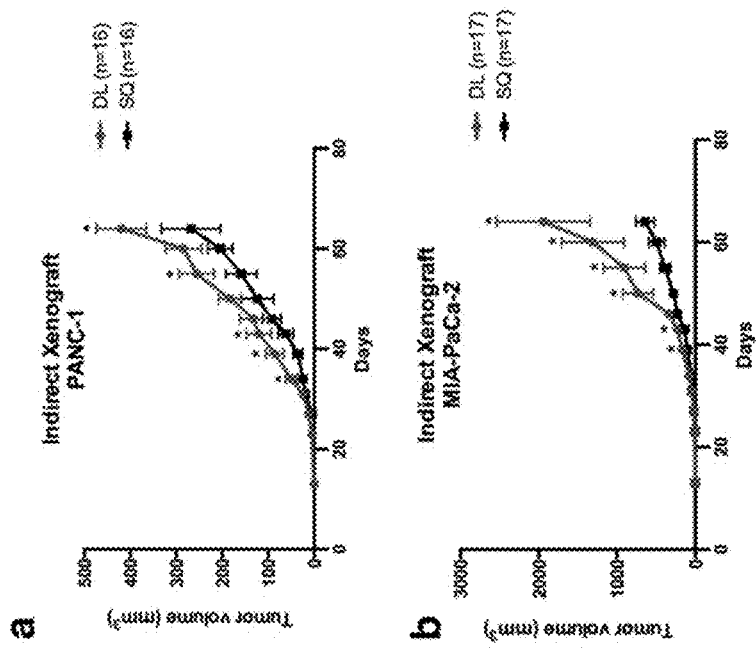 a
Indirect Xenograft
PANC-1
DL (n=16)
SQ (n=16)
Tumor volume (mm³)
500
400
300
200
100
0
0
20
40
60
80
Days
b
Indirect Xenograft
MIA-PaCa-2
DL (n=17)
SQ (n=17)
Tumor volume (mm³)
3000
2000
1000
0
0
20
40
60
80
Days